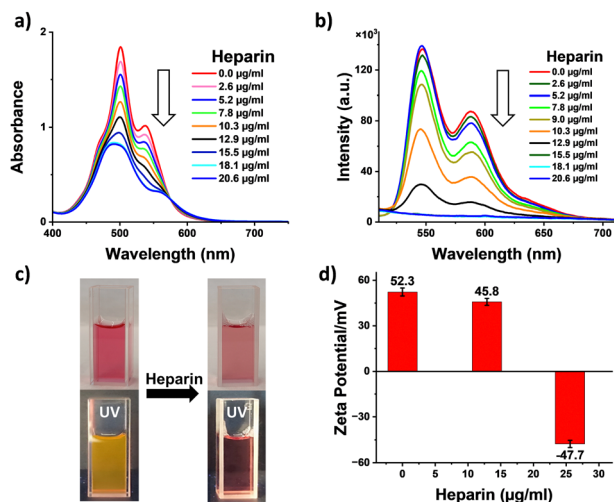 a)
2
1
0
400
500
600
700
Absorbance
Wavelength (nm)
Heparin
0.0 µg/ml
2.6 µg/ml
5.2 µg/ml
7.8 µg/ml
10.3 µg/ml
12.9 µg/ml
15.5 µg/ml
18.1 µg/ml
20.6 µg/ml
b)
×10³
120
80
40
0
550
600
650
700
Intensity (a.u.)
Wavelength (nm)
Heparin
0.0 µg/ml
2.6 µg/ml
5.2 µg/ml
7.8 µg/ml
9.0 µg/ml
10.3 µg/ml
12.9 µg/ml
15.5 µg/ml
18.1 µg/ml
20.6 µg/ml
c)
Heparin
UV
UV
d)
60
30
0
-30
-60
0
5
10
15
20
25
30
52.3
45.8
-47.7
Zeta Potential/mV
Heparin (µg/ml)